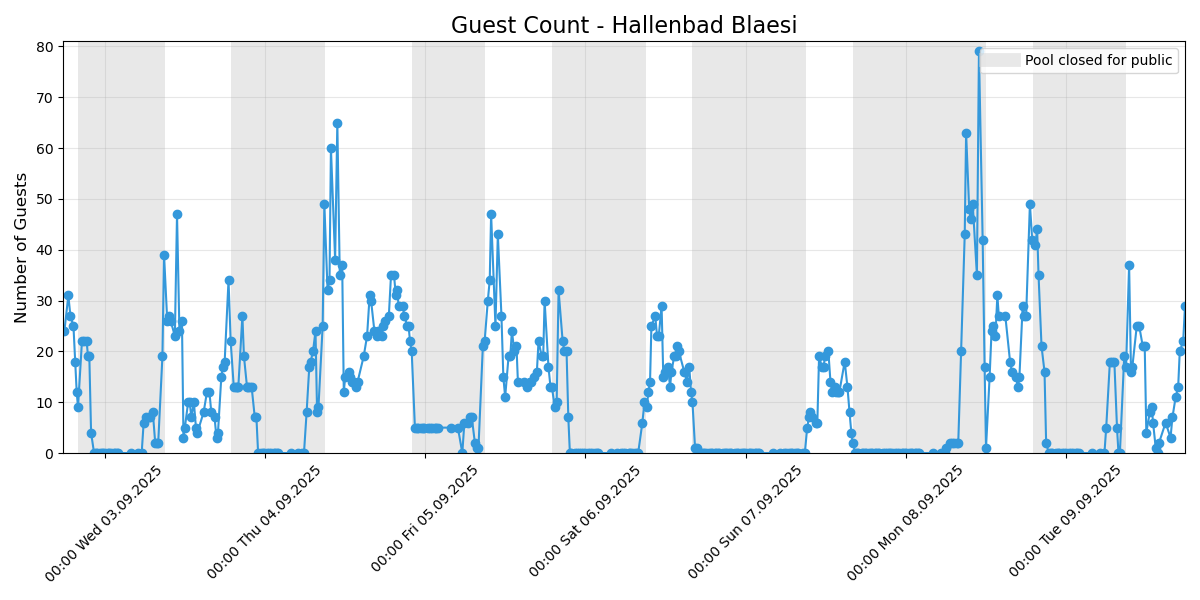 Guest Count - Hallenbad Blaesi
Pool closed for public
Number of Guests
80
70
60
50
40
30
20
10
0
00:00 Wed 03.09.2025
00:00 Thu 04.09.2025
00:00 Fri 05.09.2025
00:00 Sat 06.09.2025
00:00 Sun 07.09.2025
00:00 Mon 08.09.2025
00:00 Tue 09.09.2025